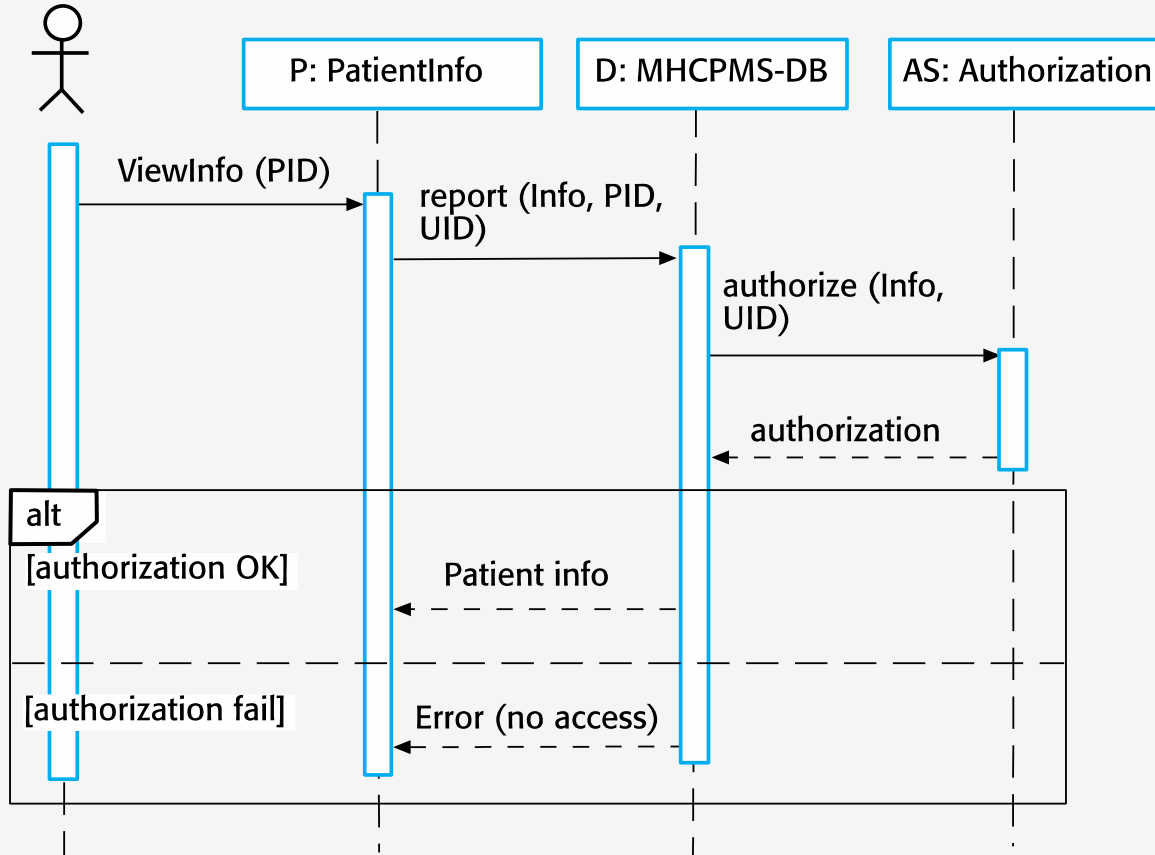 P: PatientInfo
D: MHCPMS-DB
AS: Authorization
ViewInfo (PID)
report (Info, PID,
UID)
authorize (Info,
UID)
authorization
alt
[authorization OK]
Patient info
[authorization fail]
Error (no access)